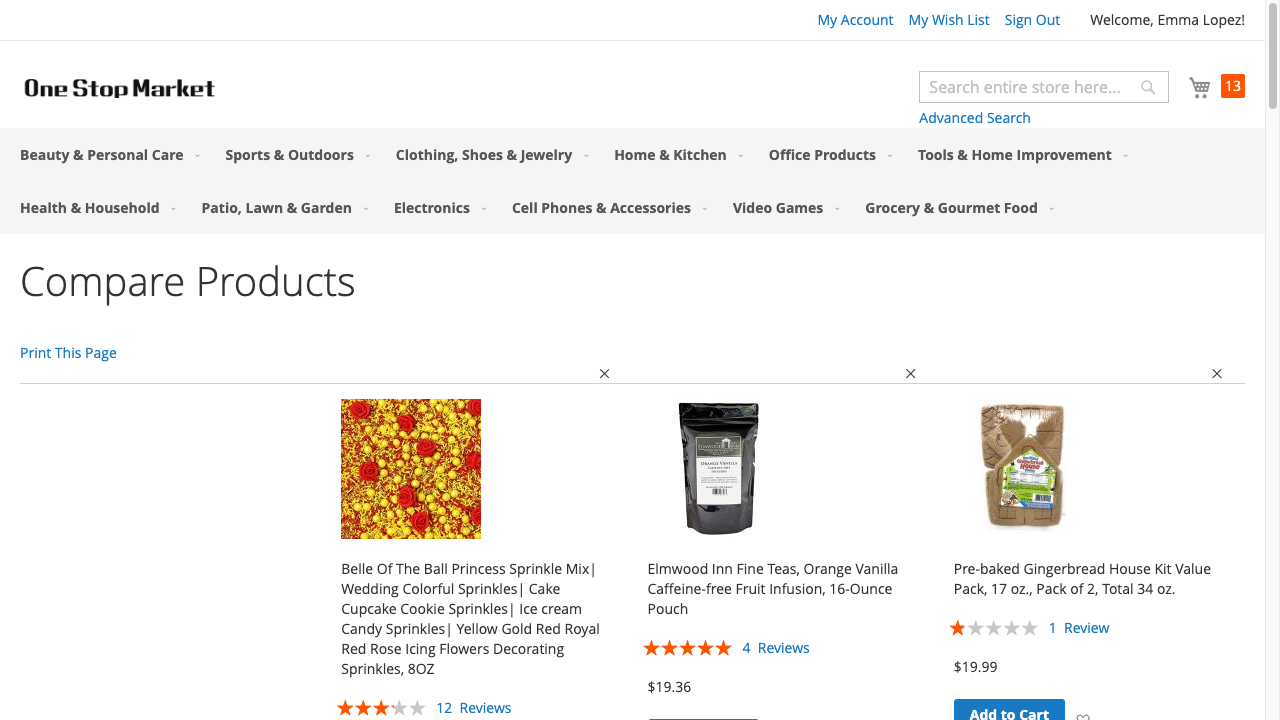 My Account My Wish List Sign Out Welcome, Emma Lopez!
One Stop Market
Search entire store here...
13
Advanced Search
Beauty & Personal Care Sports & Outdoors Clothing, Shoes & Jewelry Home & Kitchen Office Products Tools & Home Improvement
Health & Household Patio, Lawn & Garden Electronics Cell Phones & Accessories Video Games Grocery & Gourmet Food
Compare Products
Print This Page
Belle Of The Ball Princess Sprinkle Mix|
Wedding Colorful Sprinkles| Cake
Cupcake Cookie Sprinkles| Ice cream
Candy Sprinkles| Yellow Gold Red Royal
Red Rose Icing Flowers Decorating
Sprinkles, 8OZ
12 Reviews
ELMWOOD
ORANGE VANILLA
Elmwood Inn Fine Teas, Orange Vanilla
Caffeine-free Fruit Infusion, 16-Ounce
Pouch
4 Reviews
$19.36
Gingerbread
House
Pre-baked Gingerbread House Kit Value
Pack, 17 oz., Pack of 2, Total 34 oz.
1 Review
$19.99
Add to Cart